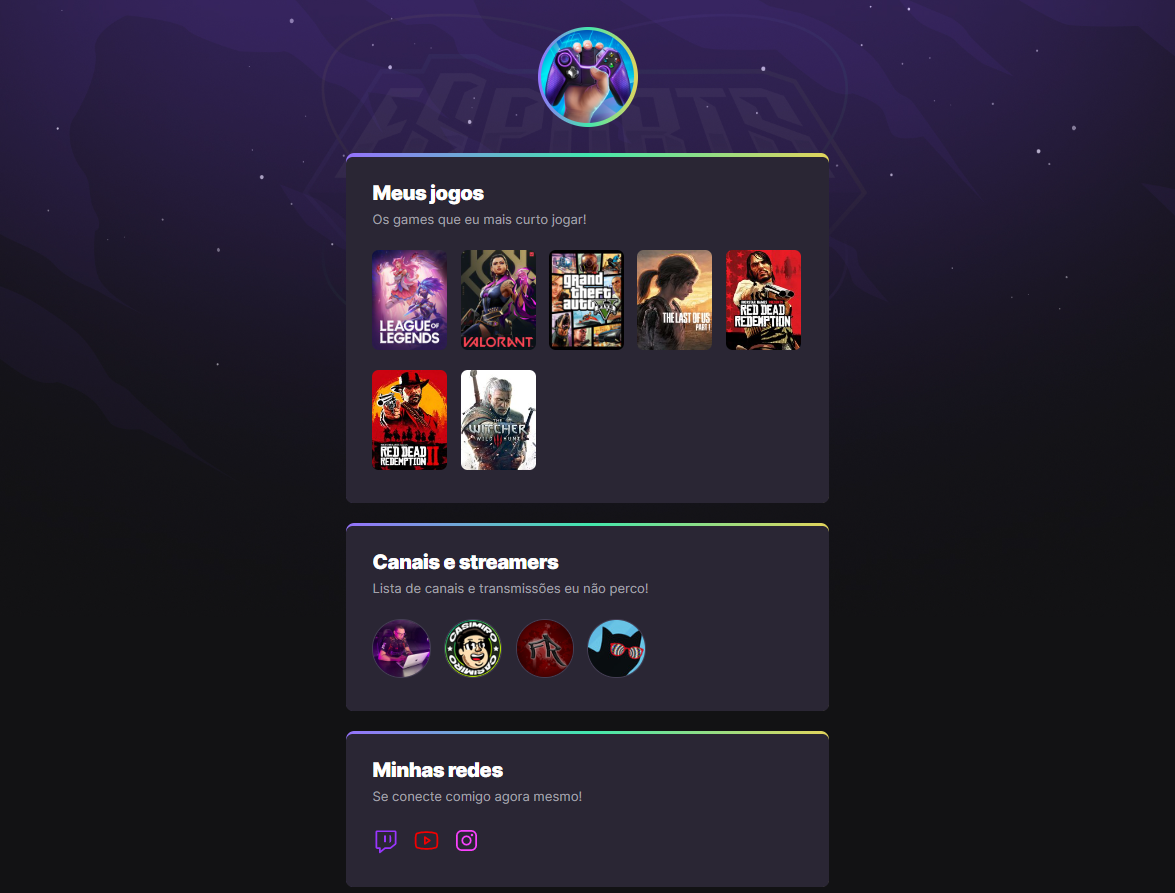 ESPORTS
Meus jogos
Os games que eu mais curto jogar!
LEAGUE OF
LEGENDS
VALORANT
grand
theft
auto V
THE LAST OF US
PART I
RED DEAD
REDEMPTION
RED DEAD
REDEMPTION II
THE
WITCHER
WILD HUNT
Canais e streamers
Lista de canais e transmissões eu não perco!
CASIMIRO
CASIMIRO
FR
Minhas redes
Se conecte comigo agora mesmo!